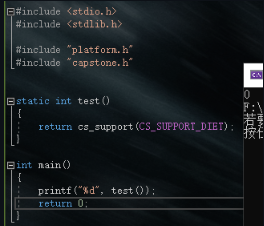 #include <stdio.h>
#include <stdlib.h>
#include "platform.h"
#include "capstone.h"
static int test()
{
return cs_support(CS_SUPPORT_DIET);
}
int main()
{
printf("%d", test());
return 0;
}
0
若要
按任